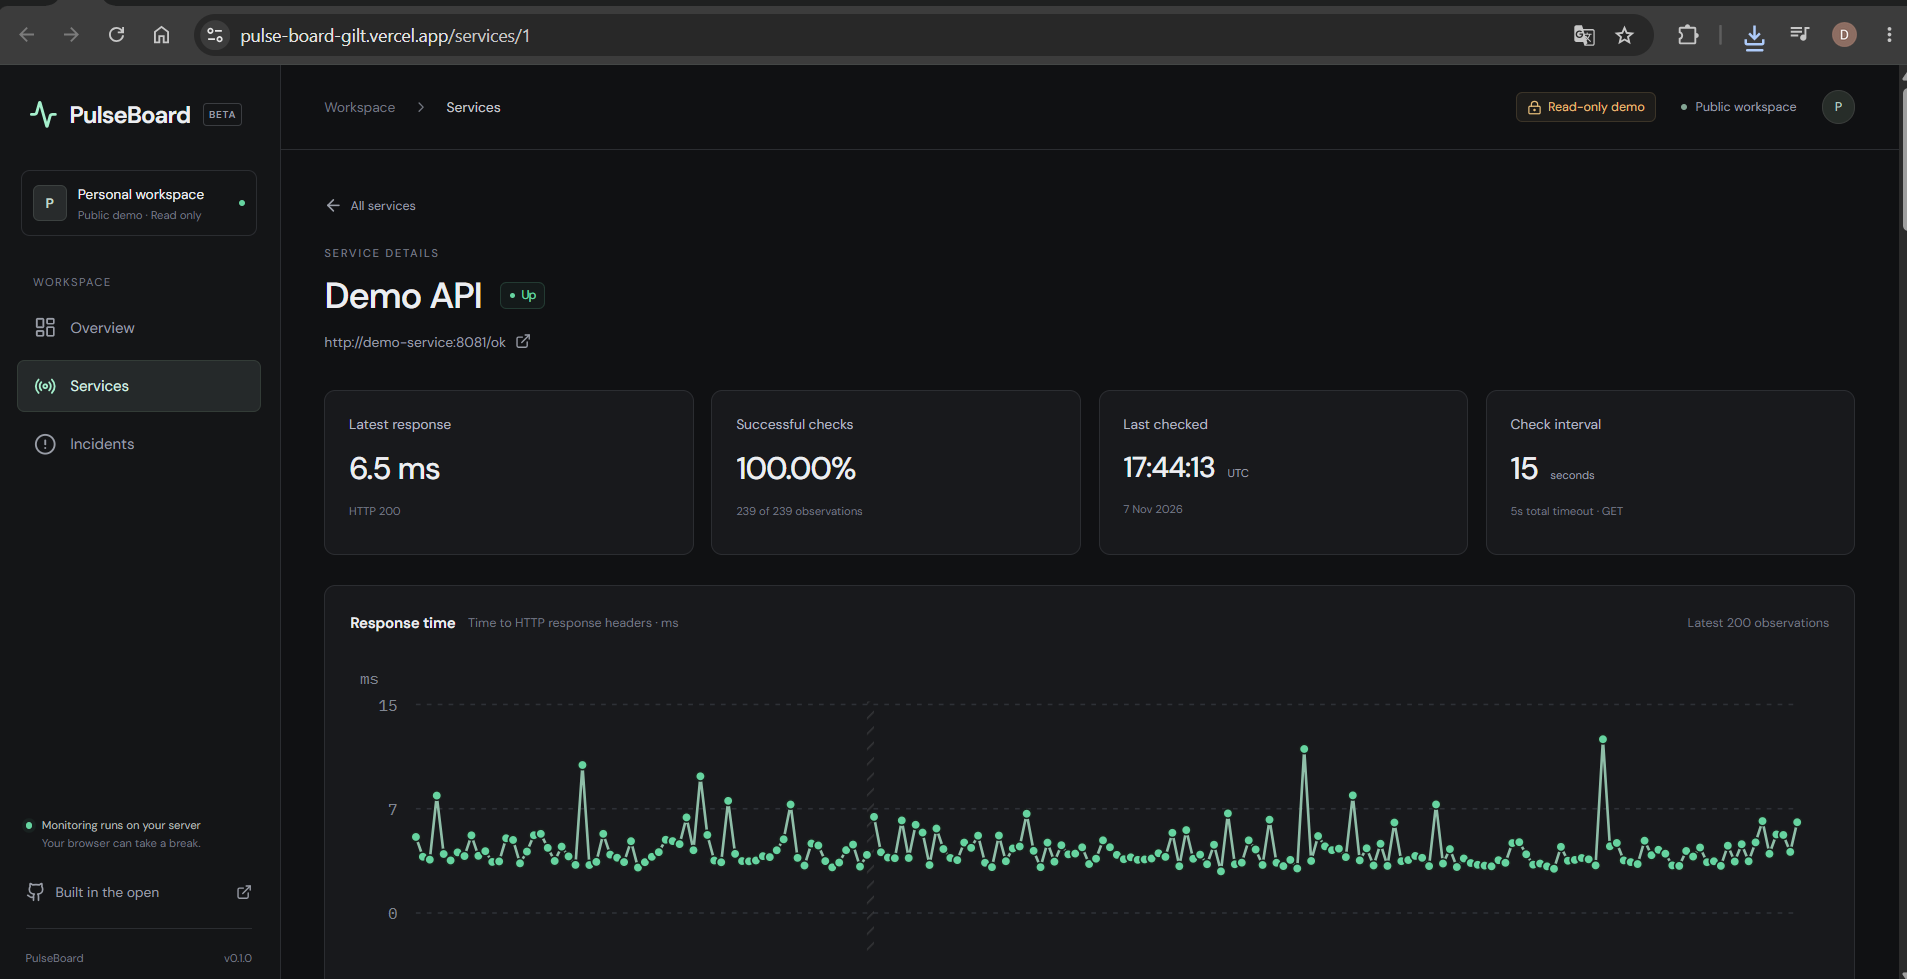 pulse-board-gilt.vercel.app/services/1
D
PulseBoard BETA
Workspace > Services
Read-only demo
Public workspace
P
P
Personal workspace
Public demo · Read only
WORKSPACE
Overview
Services
Incidents
Monitoring runs on your server
Your browser can take a break.
Built in the open
PulseBoard v0.1.0
All services
SERVICE DETAILS
Demo API Up
http://demo-service:8081/ok
Latest response
6.5 ms
HTTP 200
Successful checks
100.00%
239 of 239 observations
Last checked
17:44:13 UTC
7 Nov 2026
Check interval
15 seconds
5s total timeout · GET
Response time Time to HTTP response headers · ms
Latest 200 observations
ms
15
7
0